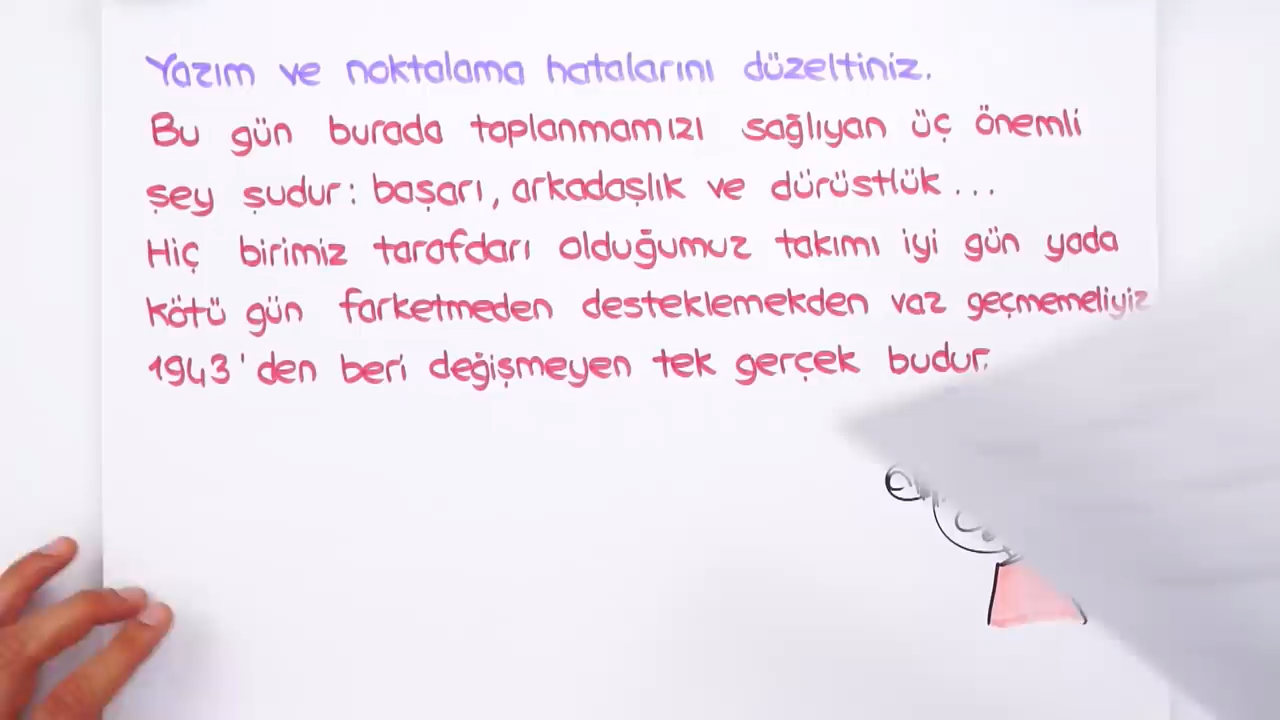 Yazım ve noktalama hatalarını düzeltiniz.
Bu gün burada toplanmamızı sağlıyan üç önemli
şey şudur: başarı, arkadaşlık ve dürüstlük...
Hiç birimiz tarafdarı olduğumuz takımı iyi gün yada
kötü gün farketmeden desteklemekden vaz geçmemeliyiz
1943'den beri değişmeyen tek gerçek budur.